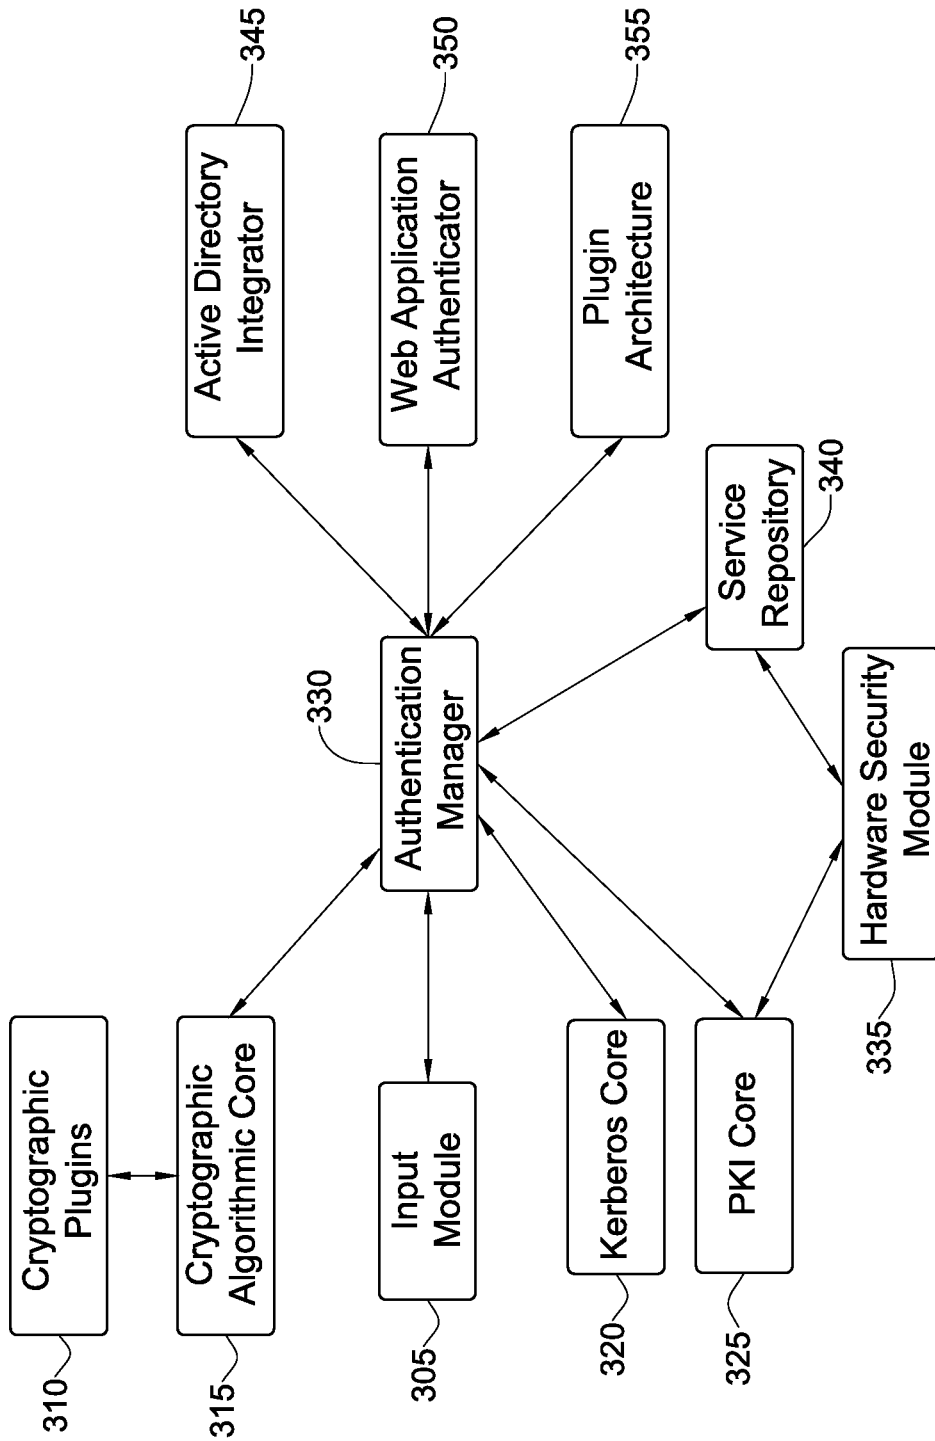 310
Cryptographic
Plugins
315
Cryptographic
Algorithmic Core
305
Input
Module
320
Kerberos Core
325
PKI Core
330
Authentication
Manager
335
Hardware Security
Module
Service
Repository
340
Active Directory
Integrator
345
Web Application
Authenticator
350
Plugin
Architecture
355